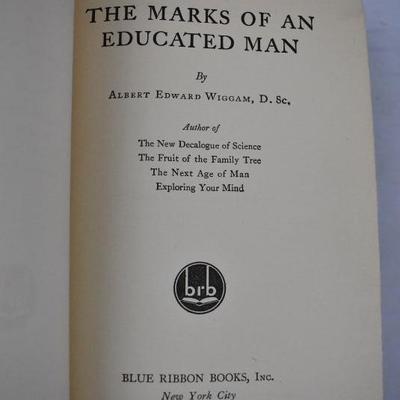 THE MARKS OF AN
EDUCATED MAN
By
ALBERT EDWARD WIGGAM, D. Sc.
Author of
The New Decalogue of Science
The Fruit of the Family Tree
The Next Age of Man
Exploring Your Mind
brb
BLUE RIBBON BOOKS, INC.
New York City